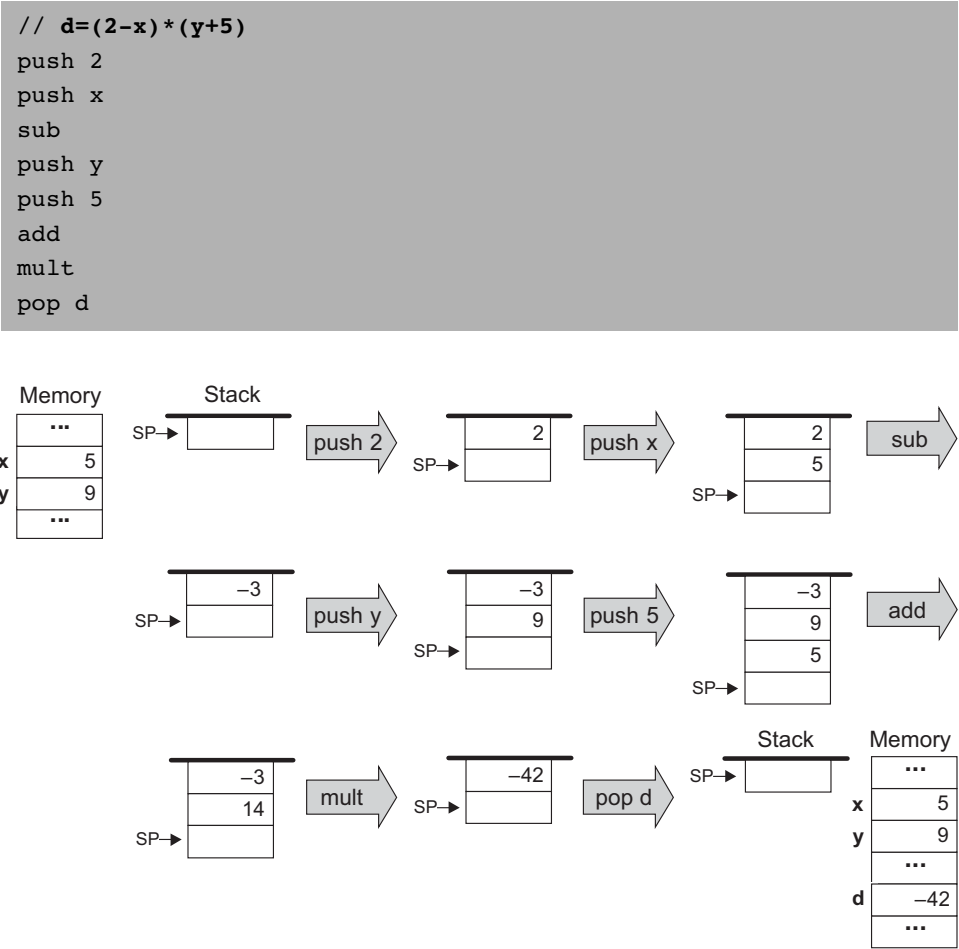 // d=(2-x)*(y+5)
push 2
push x
sub
push y
push 5
add
mult
pop d
Memory
...
x 5
y 9
...
Stack
SP
push 2
2
SP
push x
2
5
SP
sub
–3
SP
push y
–3
9
SP
push 5
–3
9
5
SP
add
–3
14
SP
mult
–42
SP
pop d
Stack
SP
Memory
...
x 5
y 9
...
d –42
...